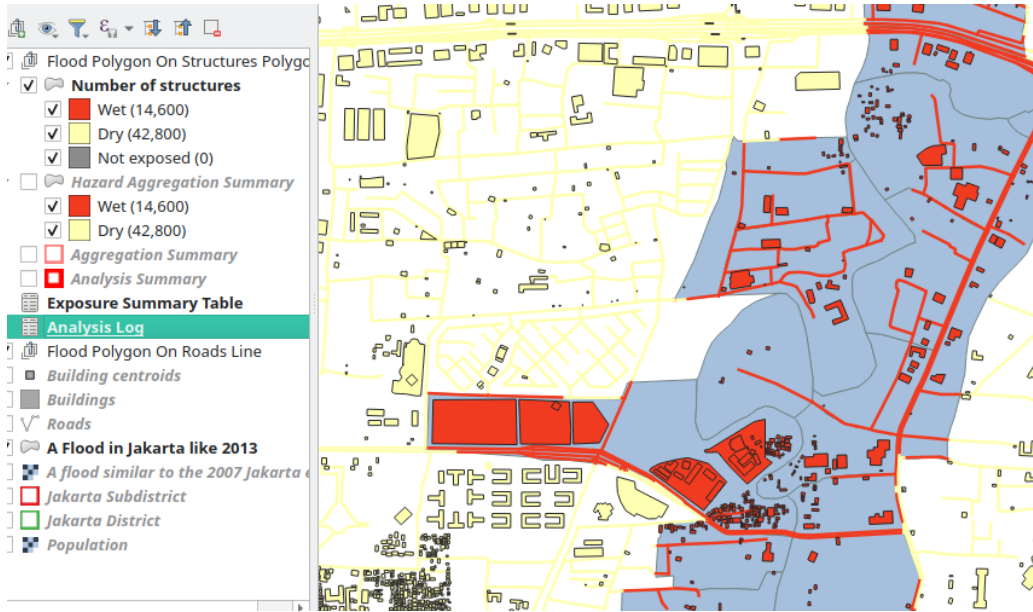 Flood Polygon On Structures Polygo
Number of structures
Wet (14,600)
Dry (42,800)
Not exposed (0)
Hazard Aggregation Summary
Wet (14,600)
Dry (42,800)
Aggregation Summary
Analysis Summary
Exposure Summary Table
Analysis Log
Flood Polygon On Roads Line
Building centroids
Buildings
Roads
A Flood in Jakarta like 2013
A flood similar to the 2007 Jakarta e
Jakarta Subdistrict
Jakarta District
Population